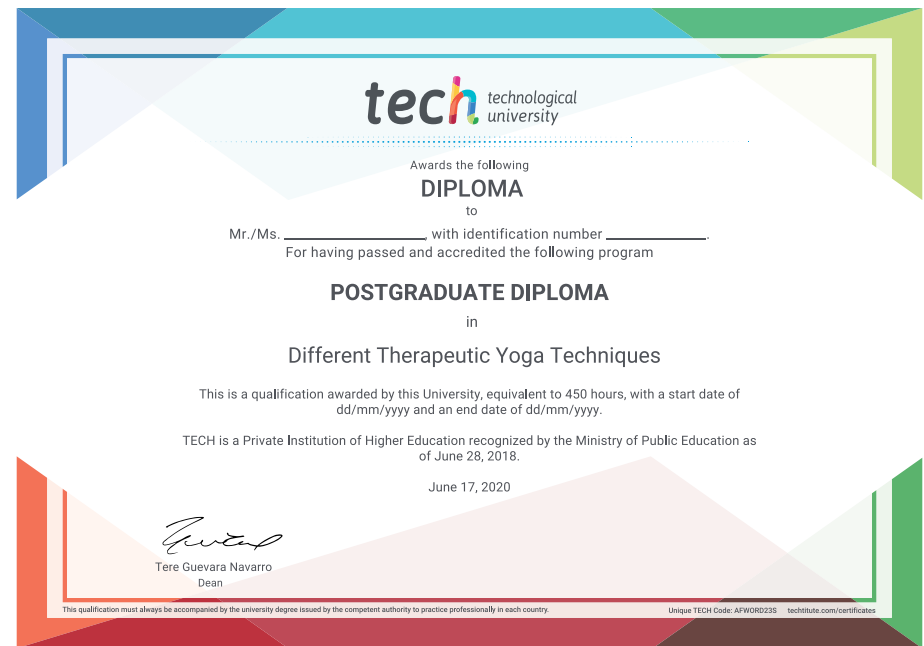 tech technological
university
Awards the following
DIPLOMA
to
Mr./Ms. ____________, with identification number ____________.
For having passed and accredited the following program
POSTGRADUATE DIPLOMA
in
Different Therapeutic Yoga Techniques
This is a qualification awarded by this University, equivalent to 450 hours, with a start date of
dd/mm/yyyy and an end date of dd/mm/yyyy.
TECH is a Private Institution of Higher Education recognized by the Ministry of Public Education as
of June 28, 2018.
June 17, 2020
Tere Guevara Navarro
Dean
This qualification must always be accompanied by the university degree issued by the competent authority to practice professionally in each country. Unique TECH Code: AFWORD23S techtitute.com/certificates